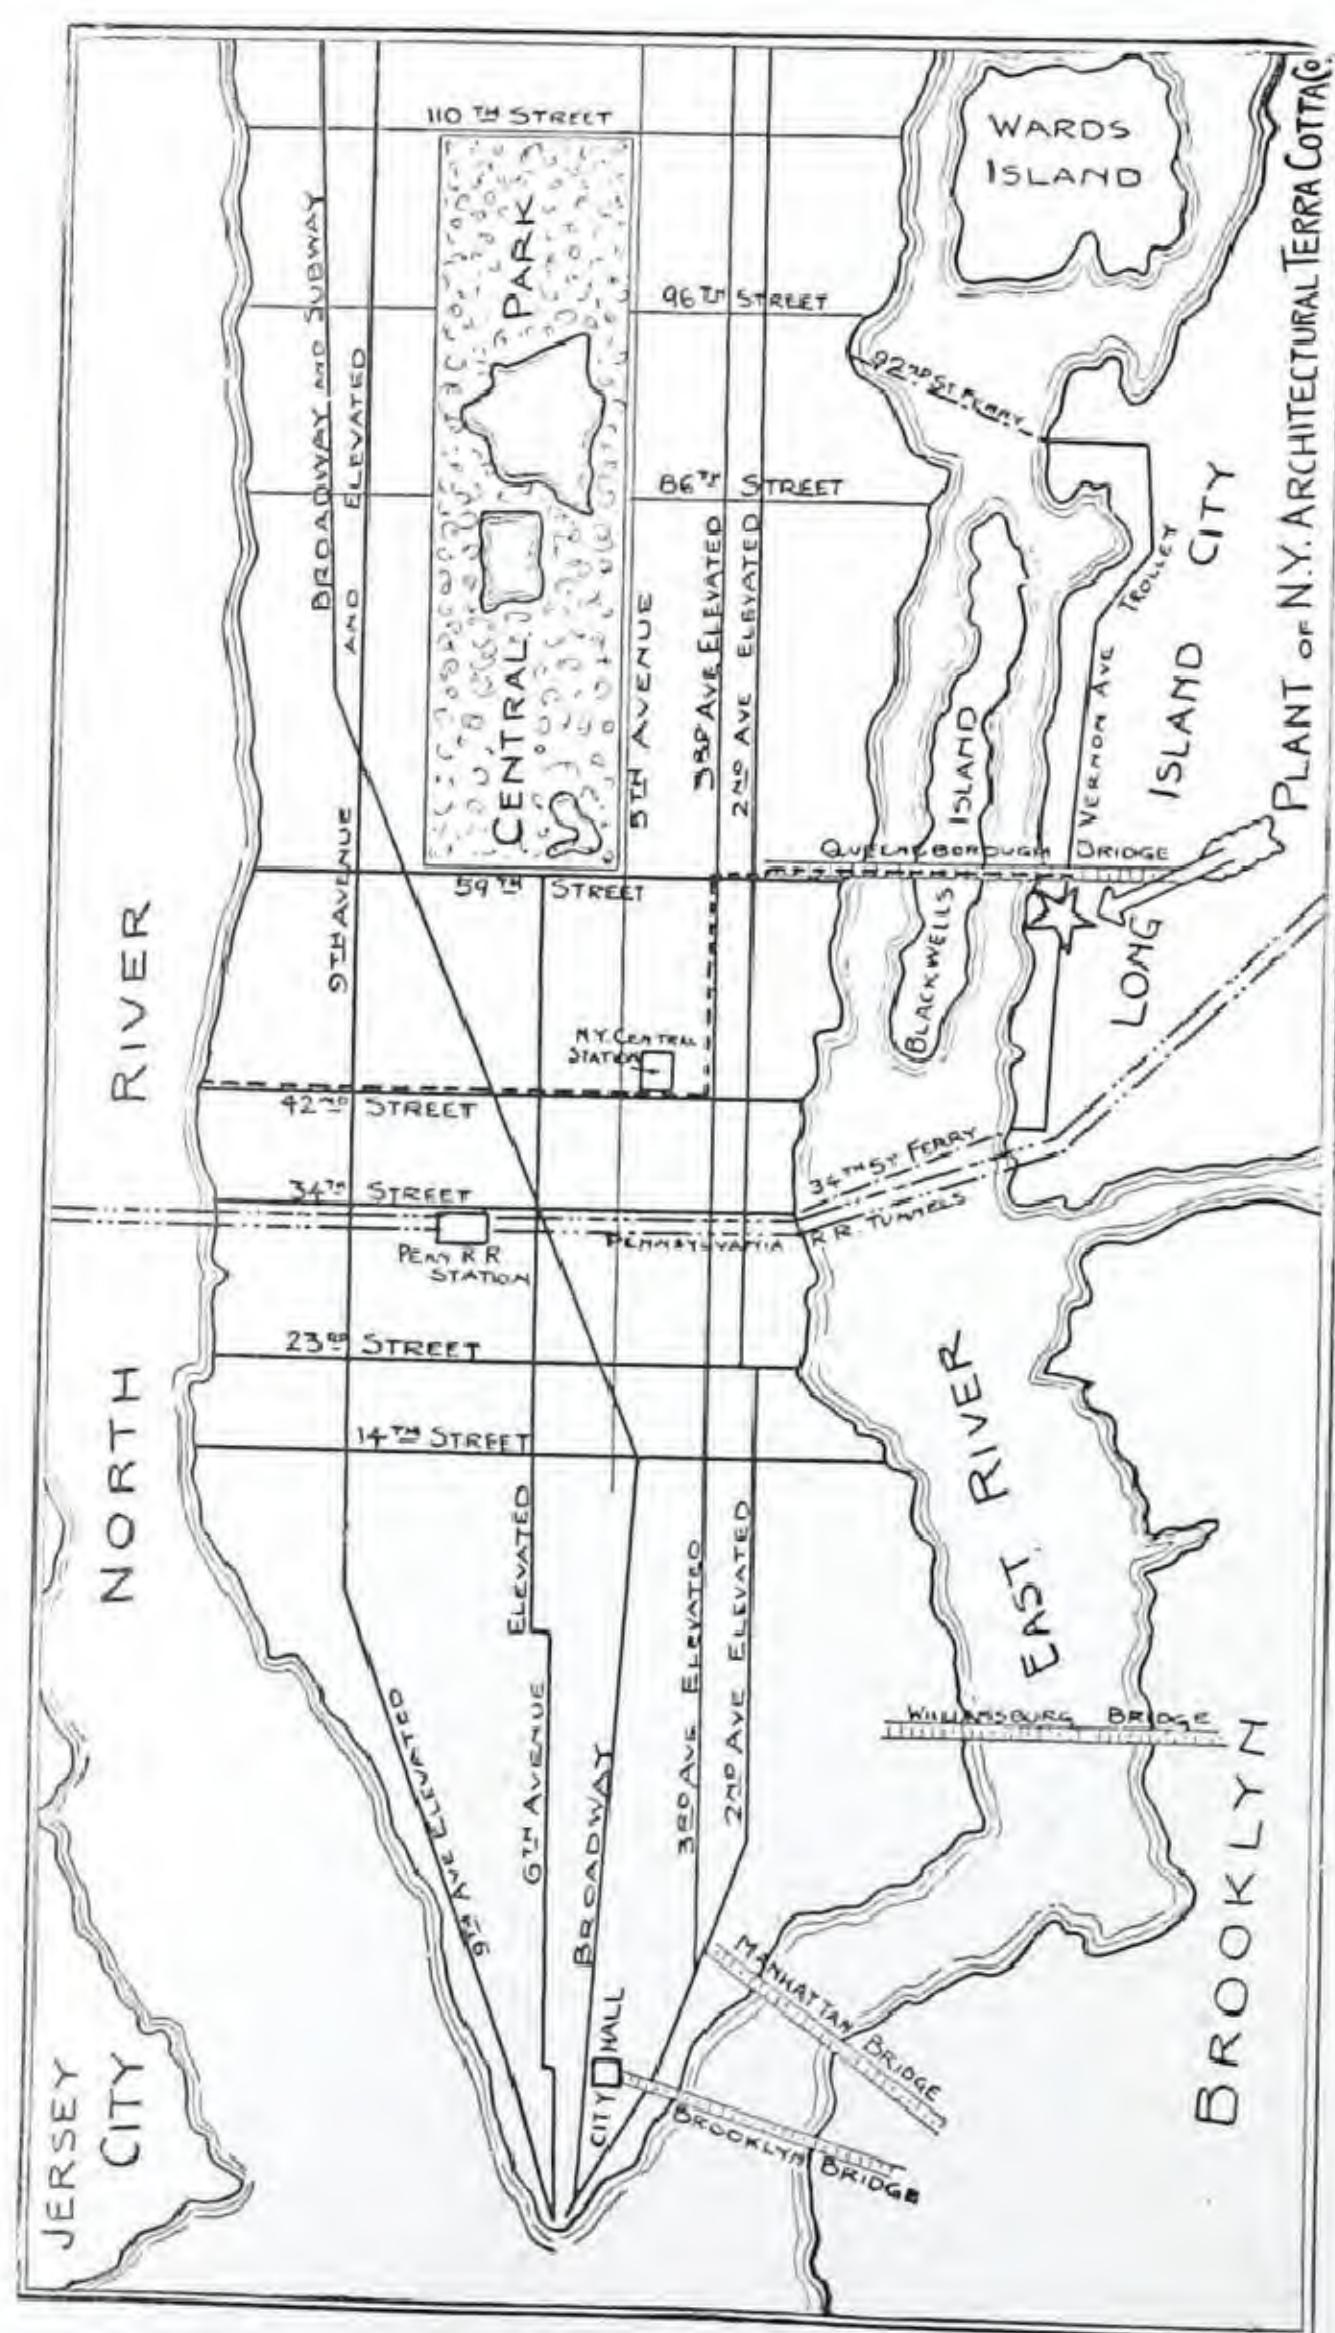 110TH STREET
WARDS
ISLAND
PLANT OF N.Y. ARCHITECTURAL TERRA COTTA CO.
BROADWAY AND SUBWAY
AND ELEVATED
9TH AVENUE
CENTRAL PARK
96TH STREET
92ND ST. FERRY
86TH STREET
5TH AVENUE
3RD AVE ELEVATED
2ND AVE ELEVATED
BLACKWELLS ISLAND
VERNON AVE TROLLEY
LONG ISLAND CITY
QUEENSBOROUGH BRIDGE
59TH STREET
NORTH RIVER
N.Y. CENTRAL
STATION
42ND STREET
34TH STREET
34TH ST FERRY
PENNSYLVANIA R.R. TUNNELS
PENN R.R.
STATION
23RD STREET
14TH STREET
EAST RIVER
9TH AVE ELEVATED
6TH AVENUE ELEVATED
BROADWAY
3RD AVE ELEVATED
2ND AVE ELEVATED
WILLIAMSBURG BRIDGE
MANHATTAN BRIDGE
BROOKLYN BRIDGE
CITY HALL
JERSEY
CITY
BROOKLYN